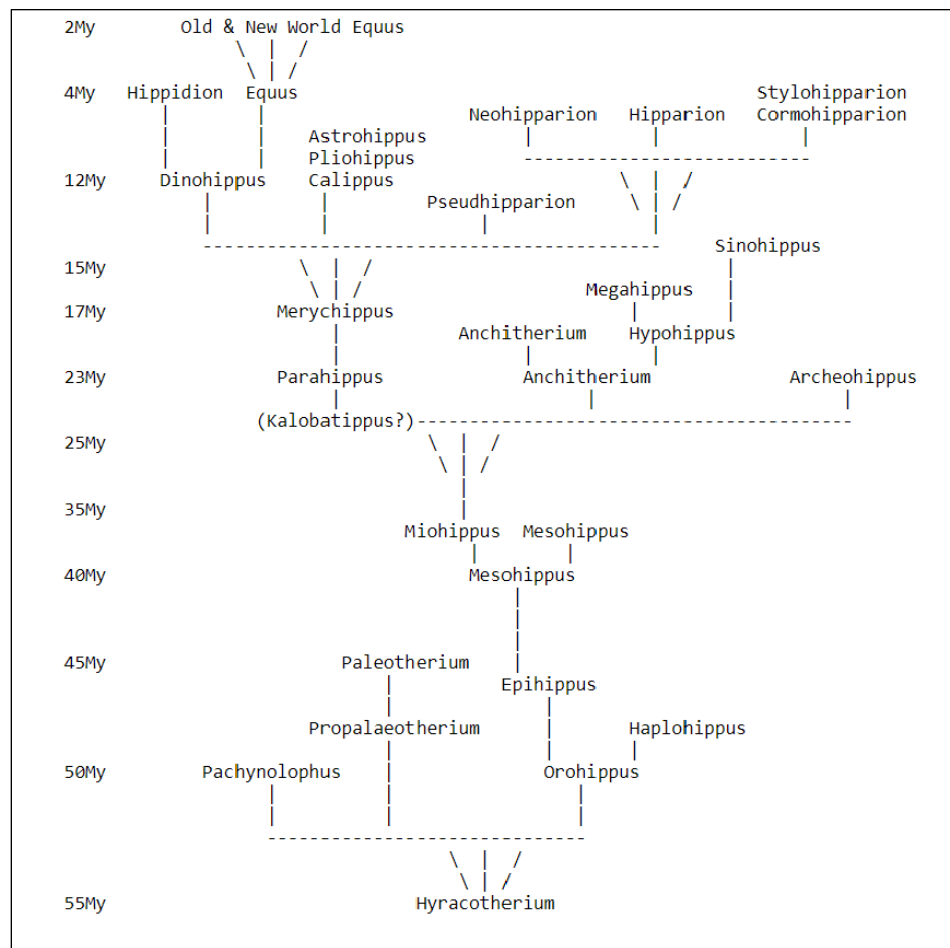 2My Old & New World Equus
\ | /
\ | /
4My Hippidion Equus Stylohipparion
| | Neohipparion Hipparion Cormohipparion
| | Astrohippus | | |
| | Pliohippus ---------------------------
12My Dinohippus Calippus \ | /
| | Pseudhipparion \ | /
| | | |
------------------------------------------- Sinohippus
15My \ | / |
\ | / Megahippus |
17My Merychippus | |
| Anchitherium Hypohippus
| | |
23My Parahippus Anchitherium Archeohippus
| | |
(Kalobatippus?)-----------------------------------------
25My \ | /
\ | /
|
35My |
Miohippus Mesohippus
| |
40My Mesohippus
|
|
|
45My Paleotherium |
| Epihippus
| |
Propalaeotherium | Haplohippus
| | |
50My Pachynolophus | Orohippus
| | |
| | |
------------------------------
\ | /
\ | /
55My Hyracotherium